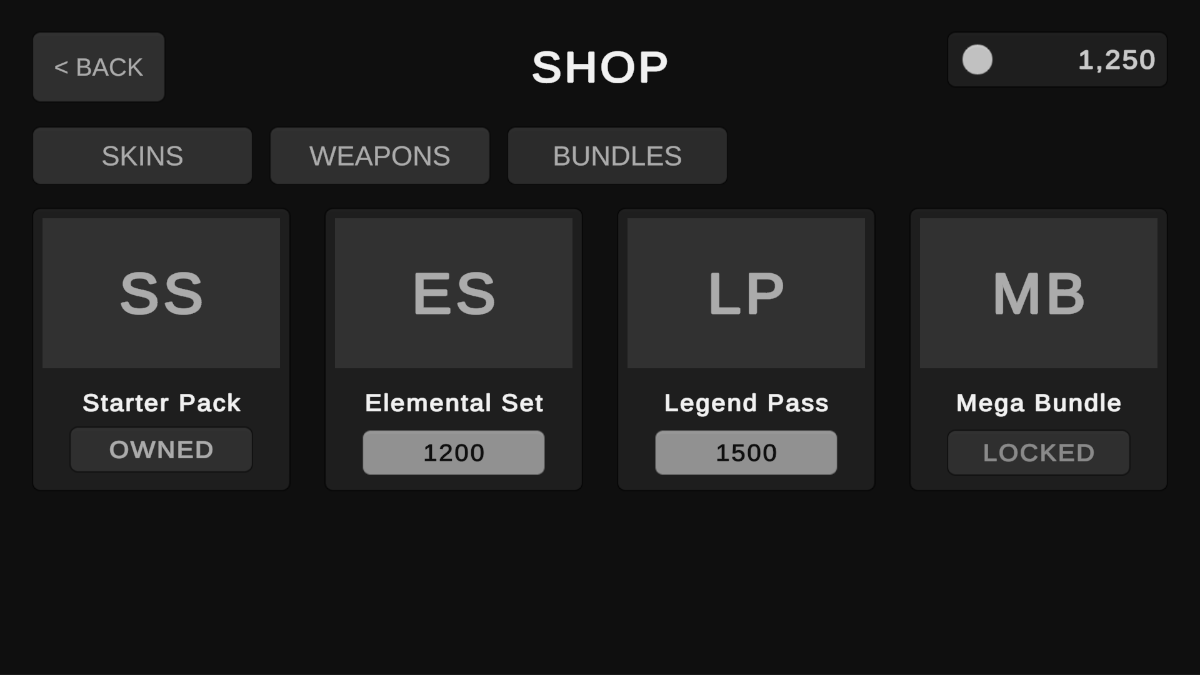 < BACK
SHOP
1,250
SKINS
WEAPONS
BUNDLES
SS
ES
LP
MB
Starter Pack
Elemental Set
Legend Pass
Mega Bundle
OWNED
1200
1500
LOCKED